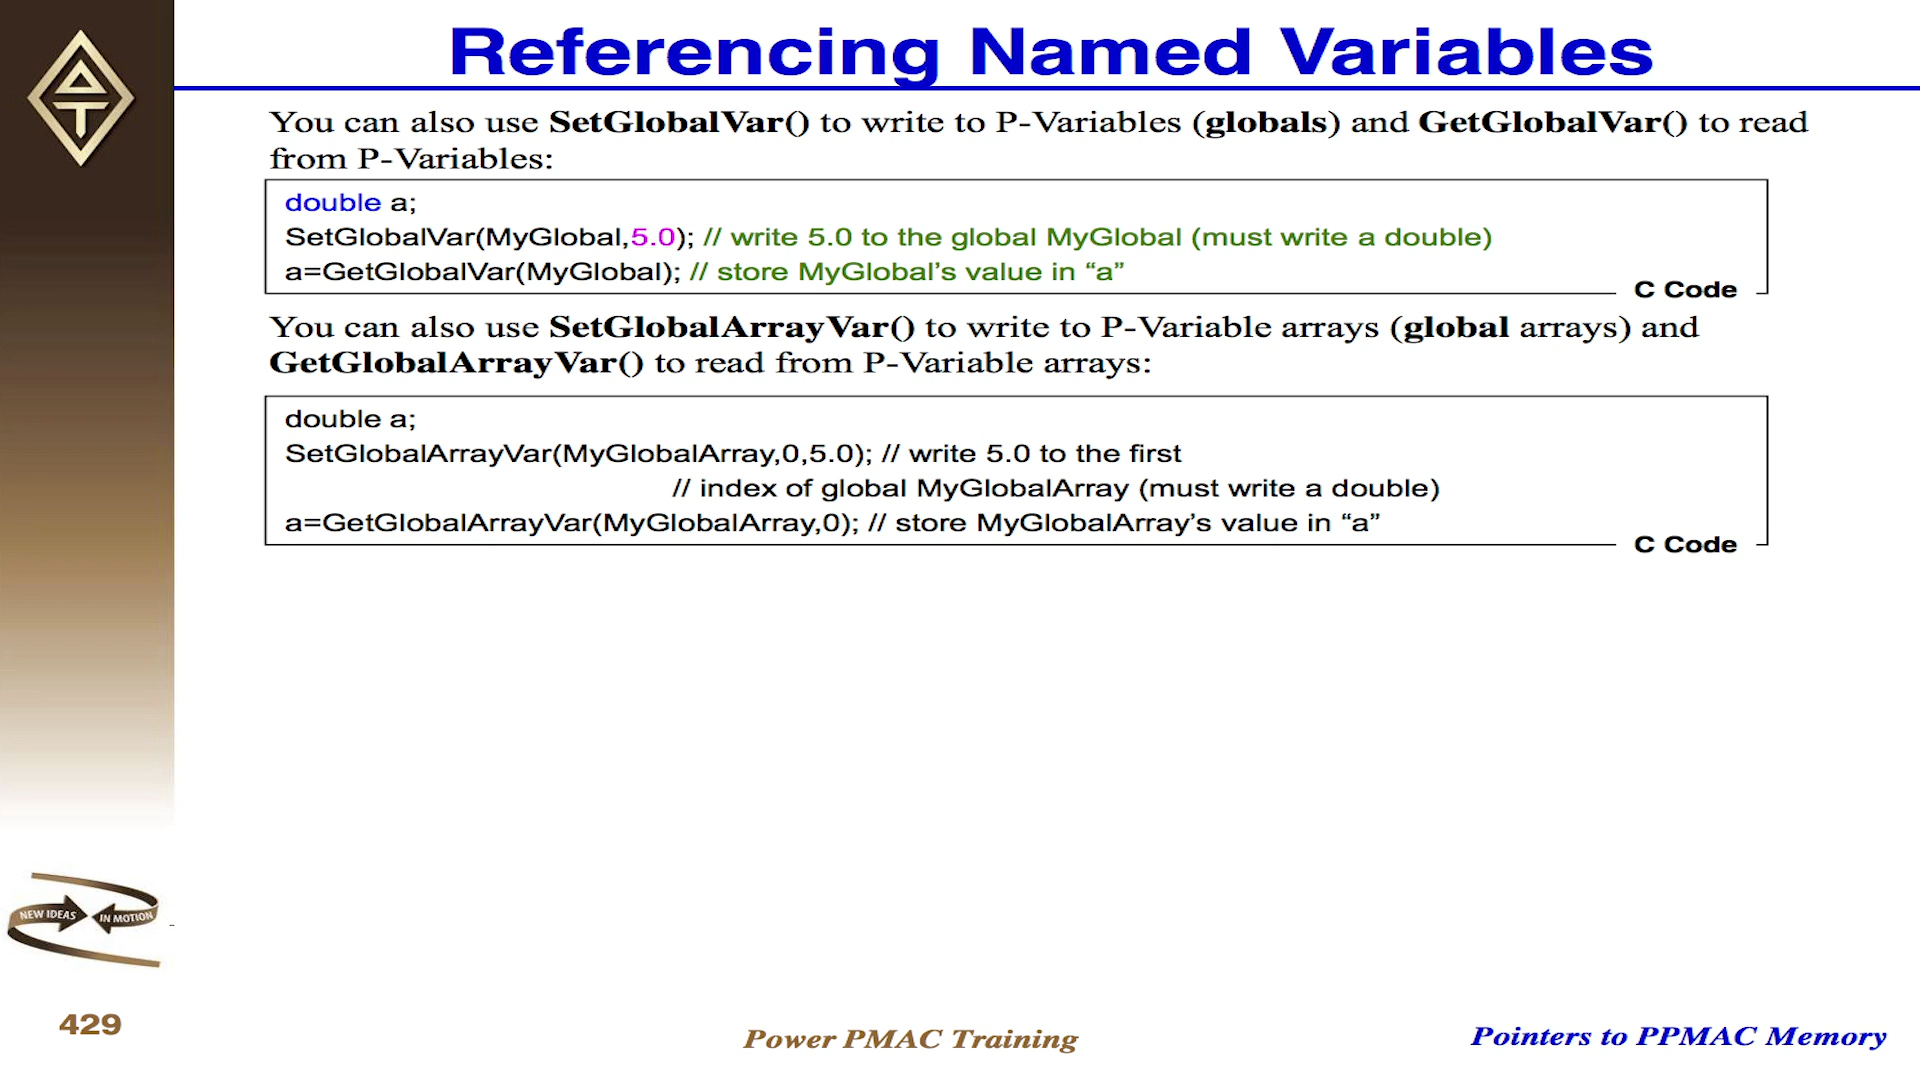 Referencing Named Variables
You can also use SetGlobalVar() to write to P-Variables (globals) and GetGlobalVar() to read
from P-Variables:
double a;
SetGlobalVar(MyGlobal,5.0); // write 5.0 to the global MyGlobal (must write a double)
a=GetGlobalVar(MyGlobal); // store MyGlobal’s value in “a”
C Code
You can also use SetGlobalArrayVar() to write to P-Variable arrays (global arrays) and
GetGlobalArrayVar() to read from P-Variable arrays:
double a;
SetGlobalArrayVar(MyGlobalArray,0,5.0); // write 5.0 to the first
// index of global MyGlobalArray (must write a double)
a=GetGlobalArrayVar(MyGlobalArray,0); // store MyGlobalArray’s value in “a”
C Code
NEW IDEAS IN MOTION
429
Power PMAC Training
Pointers to PPMAC Memory